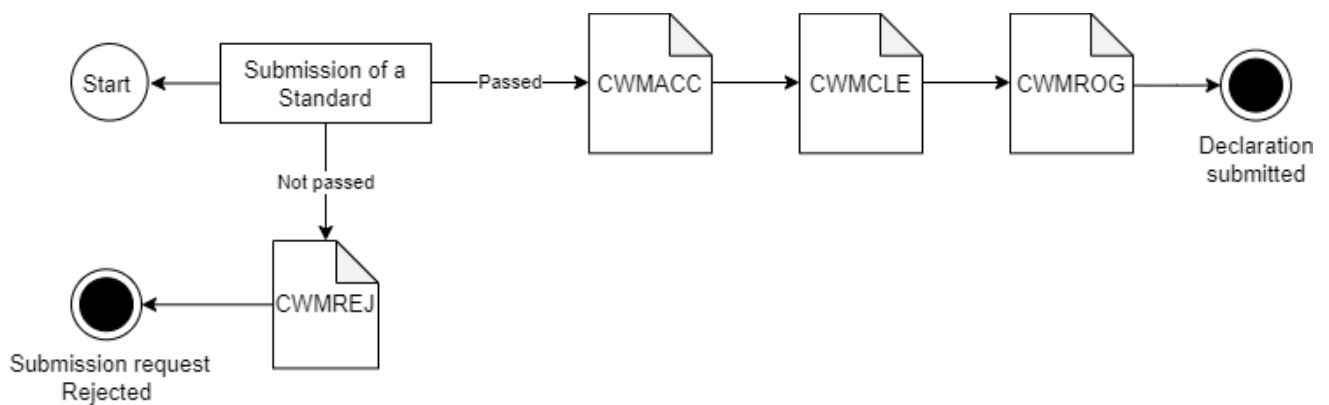 Start
Submission of a
Standard
Passed
CWMACC
CWMCLE
CWMROG
Declaration
submitted
Not passed
CWMREJ
Submission request
Rejected